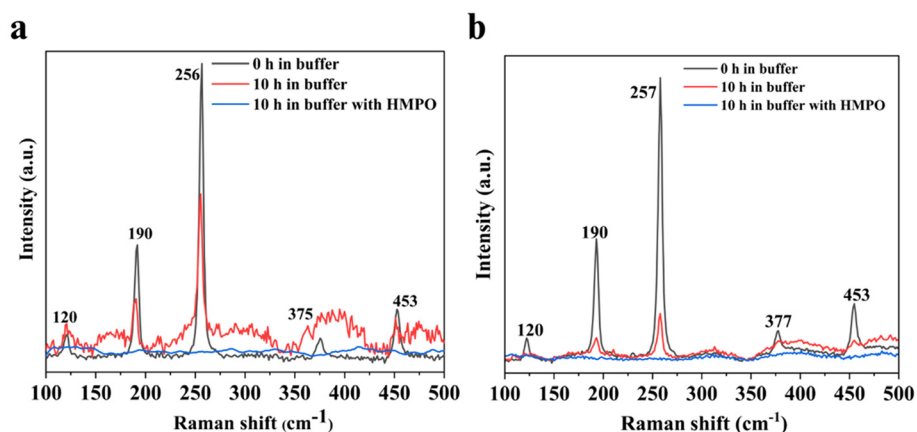 a
0 h in buffer
10 h in buffer
10 h in buffer with HMPO
256
190
120
375
453
Intensity (a.u.)
100 150 200 250 300 350 400 450 500
Raman shift (cm-1)
b
0 h in buffer
10 h in buffer
10 h in buffer with HMPO
257
190
120
377
453
Intensity (a.u.)
100 150 200 250 300 350 400 450 500
Raman shift (cm-1)